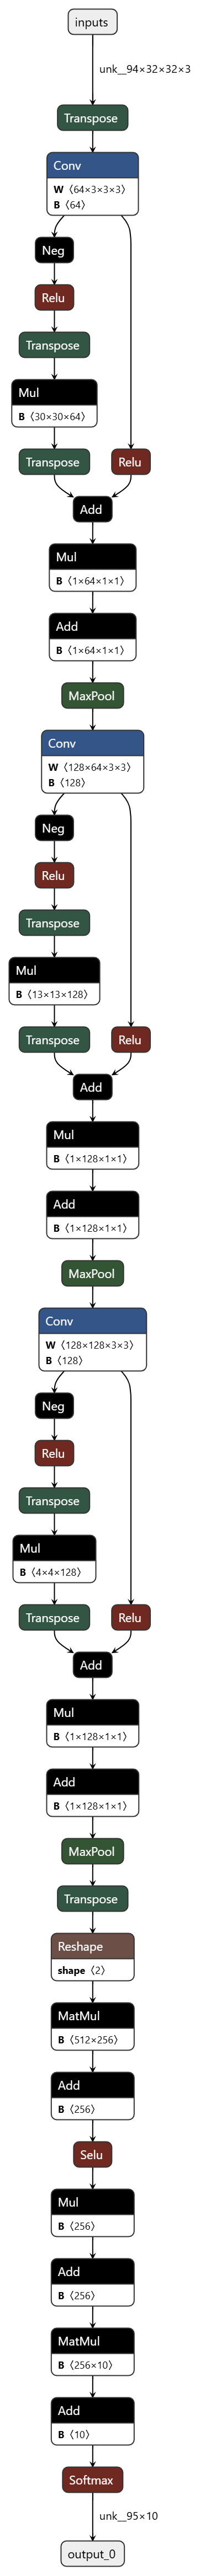 inputs
unk__94×32×32×3
Transpose
Conv
W 〈64×3×3×3〉
B 〈64〉
Neg
Relu
Transpose
Mul
B 〈30×30×64〉
Transpose
Relu
Add
Mul
B 〈1×64×1×1〉
Add
B 〈1×64×1×1〉
MaxPool
Conv
W 〈128×64×3×3〉
B 〈128〉
Neg
Relu
Transpose
Mul
B 〈13×13×128〉
Transpose
Relu
Add
Mul
B 〈1×128×1×1〉
Add
B 〈1×128×1×1〉
MaxPool
Conv
W 〈128×128×3×3〉
B 〈128〉
Neg
Relu
Transpose
Mul
B 〈4×4×128〉
Transpose
Relu
Add
Mul
B 〈1×128×1×1〉
Add
B 〈1×128×1×1〉
MaxPool
Transpose
Reshape
shape 〈2〉
MatMul
B 〈512×256〉
Add
B 〈256〉
Selu
Mul
B 〈256〉
Add
B 〈256〉
MatMul
B 〈256×10〉
Add
B 〈10〉
Softmax
unk__95×10
output_0